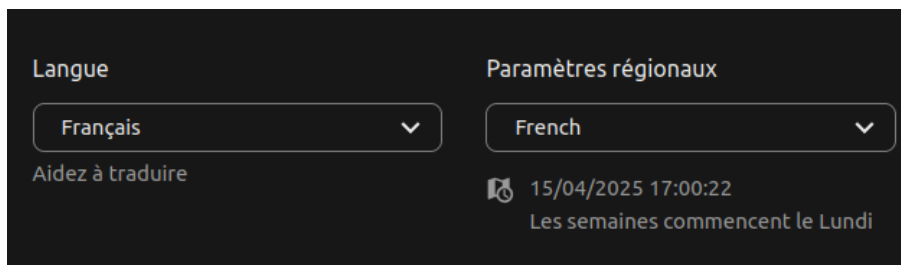 Langue
Paramètres régionaux
Français
French
Aidez à traduire
15/04/2025 17:00:22
Les semaines commencent le Lundi